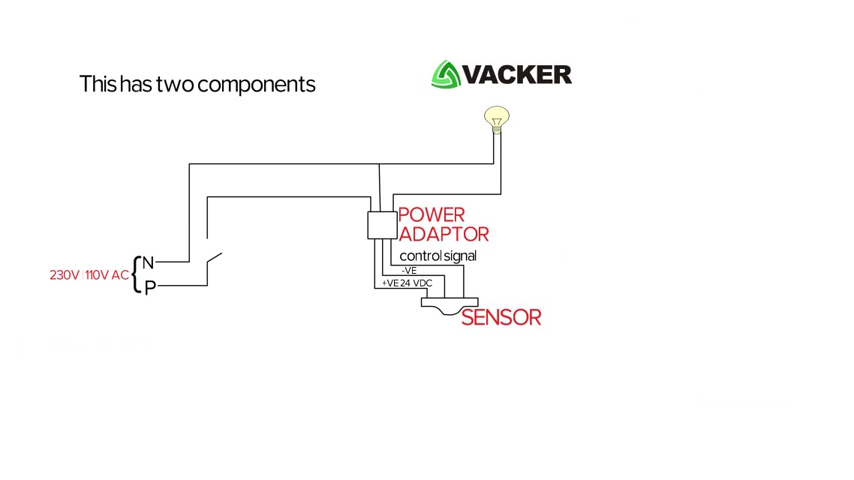 VACKER
This has two components
POWER
ADAPTOR
control signal
N
-VE
230V 110V AC
+VE 24 VDC
P
SENSOR